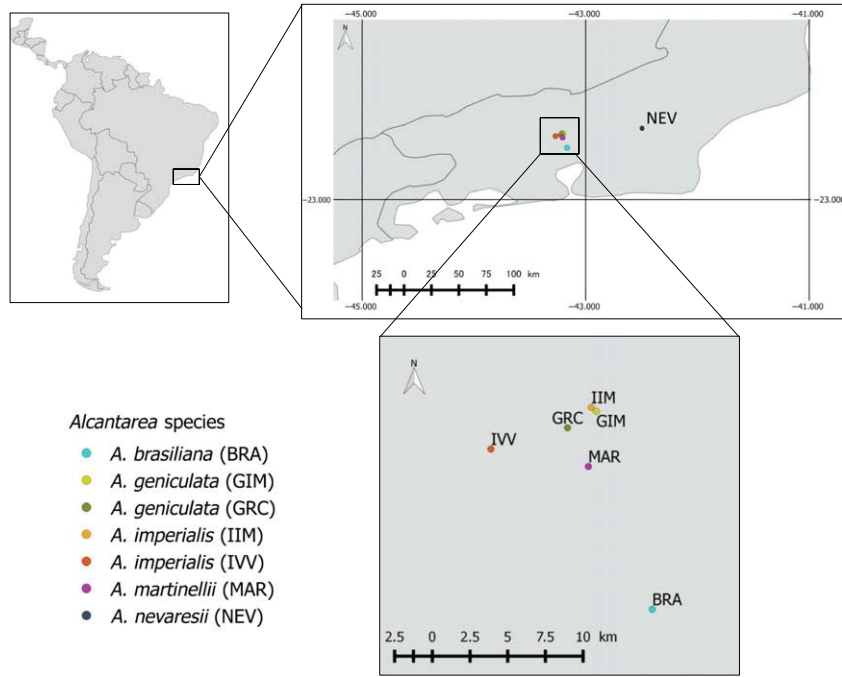 −45.000 −43.000 −41.000
N
NEV
−23.000 −23.000
25 0 25 50 75 100 km
−45.000 −43.000 −41.000
N
IIM
GRC GIM
IVV
MAR
BRA
2.5 0 2.5 5 7.5 10 km
Alcantarea species
A. brasiliana (BRA)
A. geniculata (GIM)
A. geniculata (GRC)
A. imperialis (IIM)
A. imperialis (IVV)
A. martinellii (MAR)
A. nevaresii (NEV)